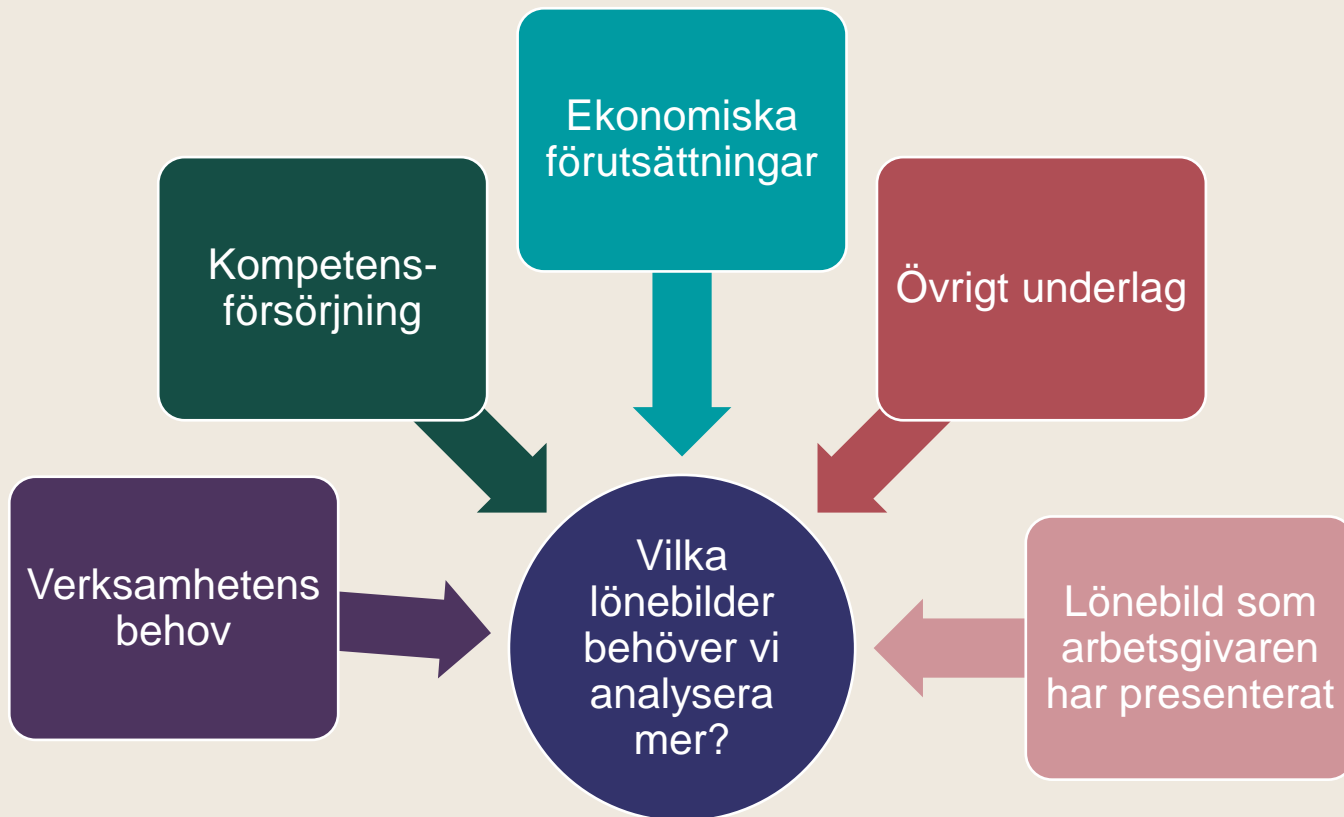 Ekonomiska
förutsättningar
Kompetens-
försörjning
Övrigt underlag
Verksamhetens
behov
Vilka
lönebilder
behöver vi
analysera
mer?
Lönebild som
arbetsgivaren
har presenterat